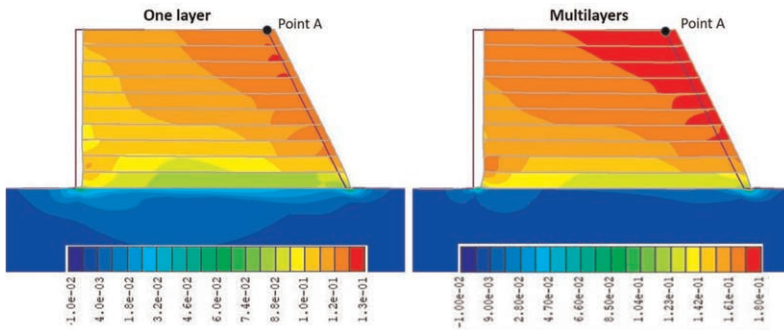 One layer
Point A
Multilayers
Point A
-1.0e-02
4.0e-03
1.8e-02
3.2e-02
4.6e-02
6.0e-02
7.4e-02
8.8e-02
1.0e-01
1.2e-01
1.3e-01
-1.00e-02
9.00e-03
2.80e-02
4.70e-02
6.60e-02
8.50e-02
1.04e-01
1.23e-01
1.42e-01
1.61e-01
1.80e-01